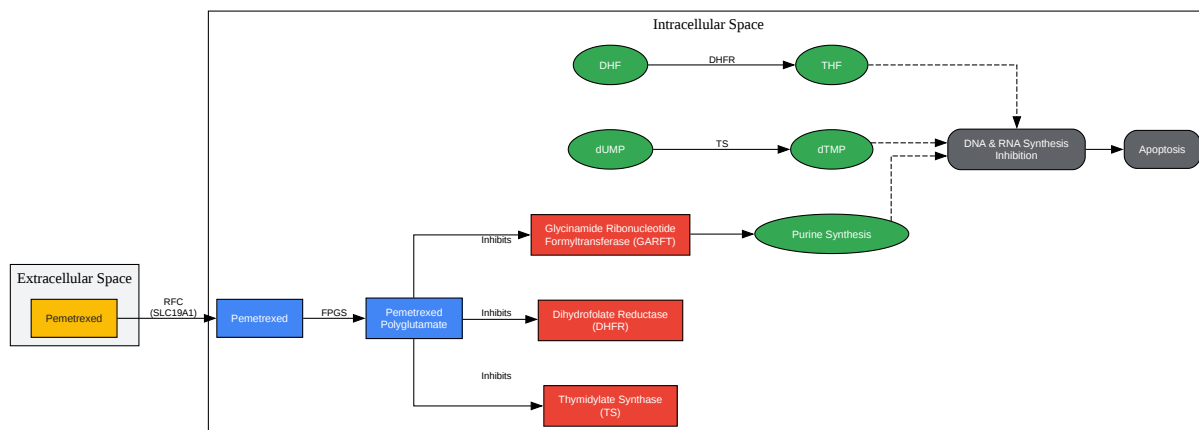 Intracellular Space
DHF
DHFR
THF
dUMP
TS
dTMP
DNA & RNA Synthesis
Inhibition
Apoptosis
Inhibits
Glycinamide Ribonucleotide
Formyltransferase (GARFT)
Purine Synthesis
Extracellular Space
Pemetrexed
RFC
(SLC19A1)
Pemetrexed
FPGS
Pemetrexed
Polyglutamate
Inhibits
Dihydrofolate Reductase
(DHFR)
Inhibits
Thymidylate Synthase
(TS)